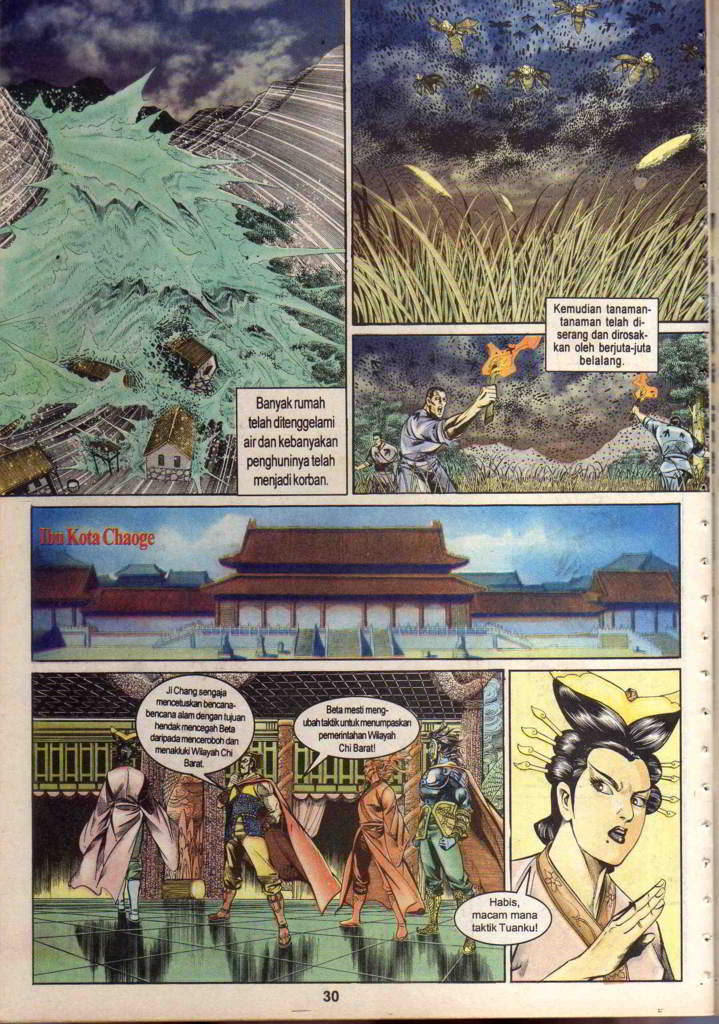 Banyak rumah
telah ditenggelami
air dan kebanyakan
penghuninya telah
menjadi korban.
Kemudian tanaman-
tanaman telah di-
serang dan dirosak-
kan oleh berjuta-juta
belalang.
Ibu Kota Chaoge
Ji Chang sengaja
mencetuskan bencana-
bencana alam dengan tujuan
hendak mencegah Beta
daripada menceroboh dan
menakluki Wilayah Chi
Barat.
Beta mesti meng-
ubah taktik untuk menumpaskan
pemerintahan Wilayah
Chi Barat!
Habis,
macam mana
taktik Tuanku!
30